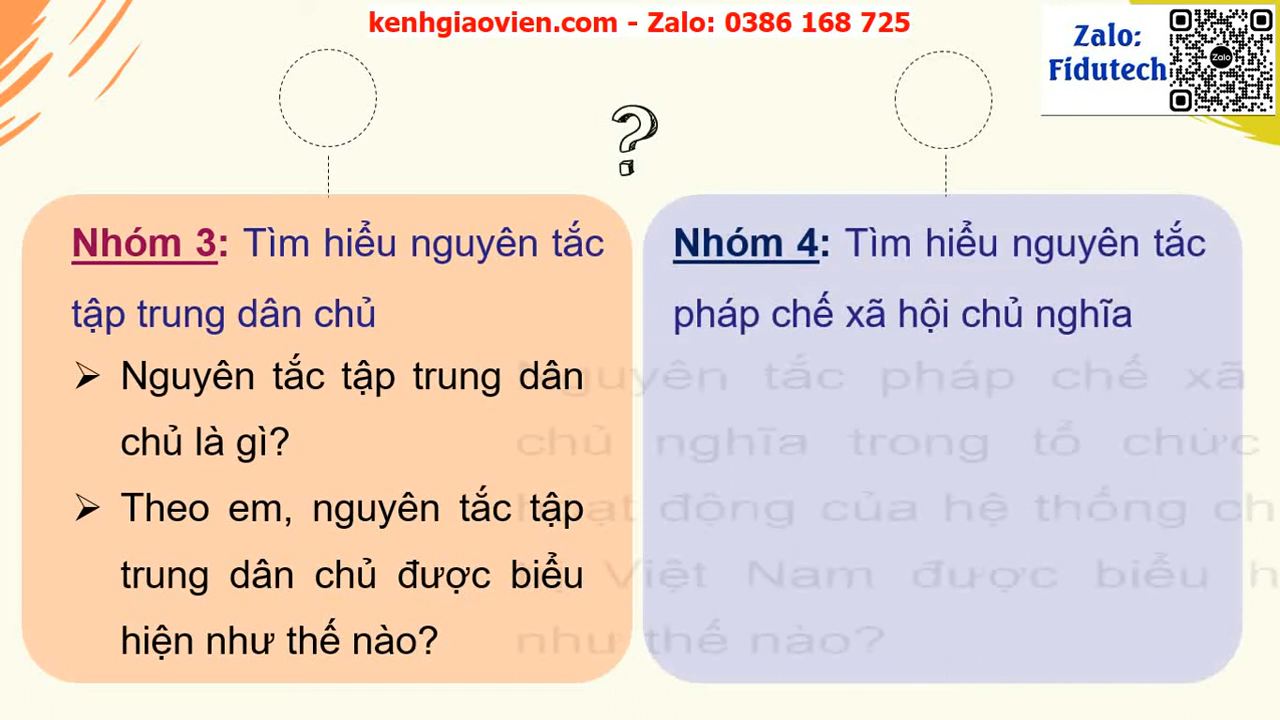 kenhgiaovien.com - Zalo: 0386 168 725
Zalo:
Fidutech
Zalo
?
Nhóm 3: Tìm hiểu nguyên tắc
tập trung dân chủ
Nguyên tắc tập trung dân
chủ là gì?
Theo em, nguyên tắc tập
trung dân chủ được biểu
hiện như thế nào?
Nhóm 4: Tìm hiểu nguyên tắc
pháp chế xã hội chủ nghĩa
tắc pháp chế xã
chủ nghĩa trong tổ chức
động của hệ thống
Việt Nam được biểu
như thế nào?